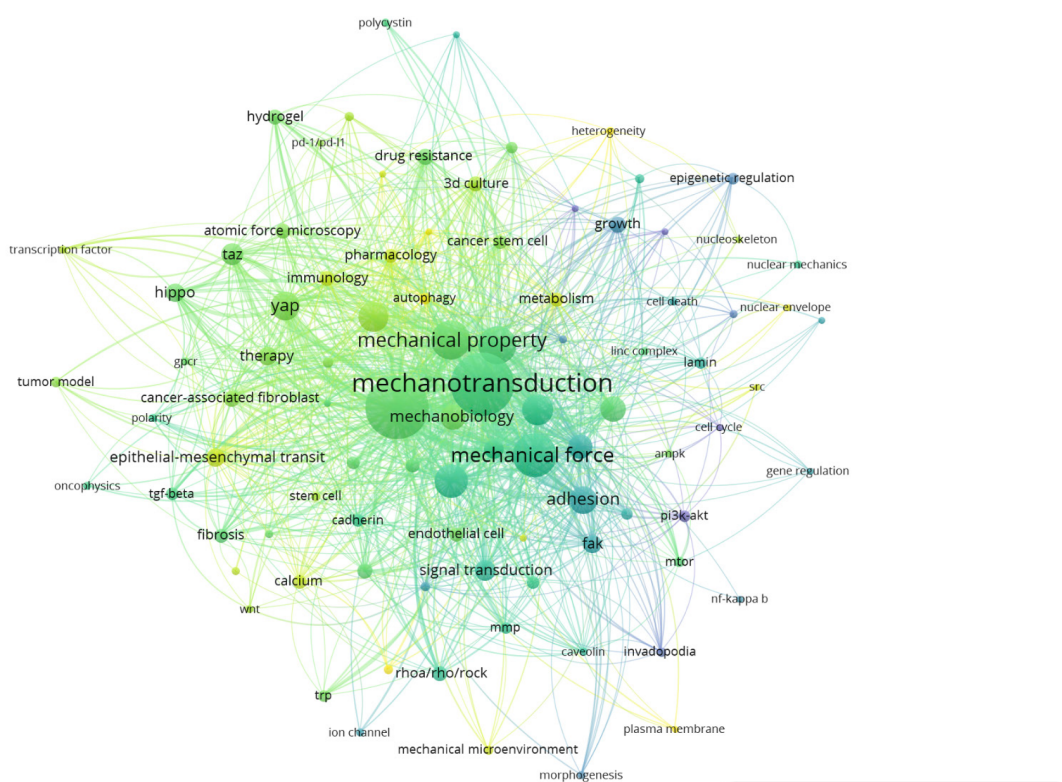 polycystin
hydrogel
heterogeneity
pd-1/pd-l1
drug resistance
3d culture
epigenetic regulation
growth
atomic force microscopy
cancer stem cell
nucleoskeleton
transcription factor
taz
pharmacology
nuclear mechanics
immunology
hippo
autophagy
metabolism
cell death
yap
nuclear envelope
mechanical property
therapy
linc complex
gpcr
lamin
tumor model
mechanotransduction
src
cancer-associated fibroblast
polarity
mechanobiology
cell cycle
epithelial-mesenchymal transit
mechanical force
ampk
gene regulation
oncophysics
tgf-beta
stem cell
adhesion
cadherin
pi3k-akt
fibrosis
endothelial cell
fak
mtor
calcium
signal transduction
nf-kappa b
wnt
mmp
caveolin
invadopodia
rhoa/rho/rock
trp
ion channel
plasma membrane
mechanical microenvironment
morphogenesis